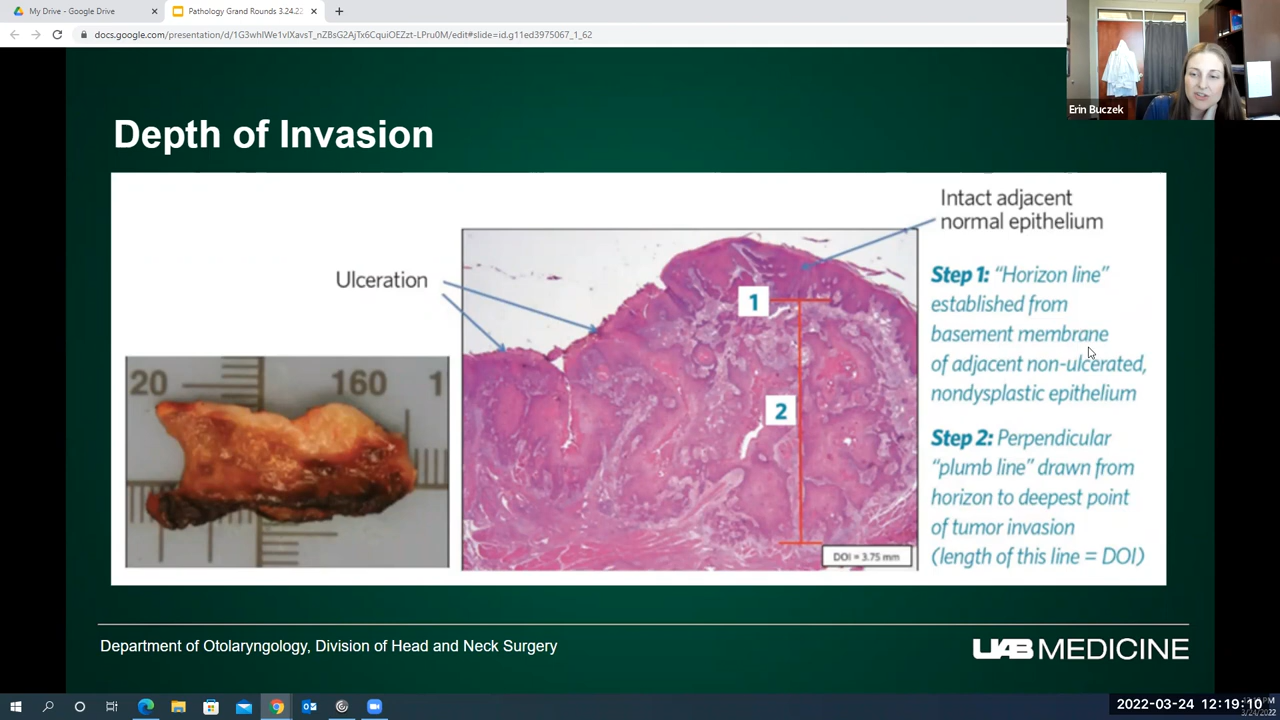 My Drive - Google Drive
Pathology Grand Rounds 3.24.22
docs.google.com/presentation/d/1G3whIWe1vIXavsT_nZBsG2AjTx6CquiOEZzt-LPru0M/edit#slide=id.g11ed3975067_1_62
Erin Buczek
Depth of Invasion
Intact adjacent
normal epithelium
Ulceration
Step 1: “Horizon line”
established from
basement membrane
of adjacent non-ulcerated,
nondysplastic epithelium
1
2
Step 2: Perpendicular
“plumb line” drawn from
horizon to deepest point
of tumor invasion
(length of this line = DOI)
DOI = 3.75 mm
20
160
1
Department of Otolaryngology, Division of Head and Neck Surgery
UAB MEDICINE
2022-03-24 12:19:10